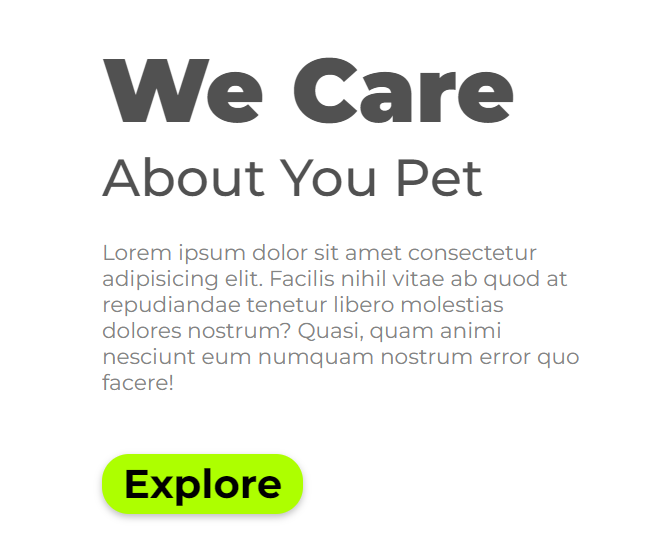 We Care
About You Pet
Lorem ipsum dolor sit amet consectetur
adipisicing elit. Facilis nihil vitae ab quod at
repudiandae tenetur libero molestias
dolores nostrum? Quasi, quam animi
nesciunt eum numquam nostrum error quo
facere!
Explore